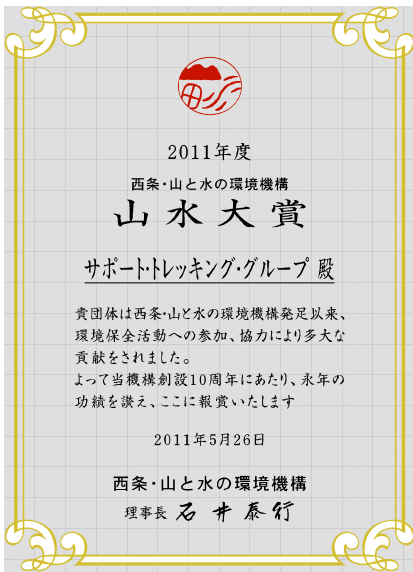 2011年度
西条・山と水の環境機構
山水大賞
サポート・トレッキング・グループ 殿
貴団体は西条・山と水の環境機構発足以来、
環境保全活動への参加、協力により多大な
貢献をされました。
よって当機構創設10周年にあたり、永年の
功績を讃え、ここに報賞いたします
2011年5月26日
西条・山と水の環境機構
理事長 石井泰行